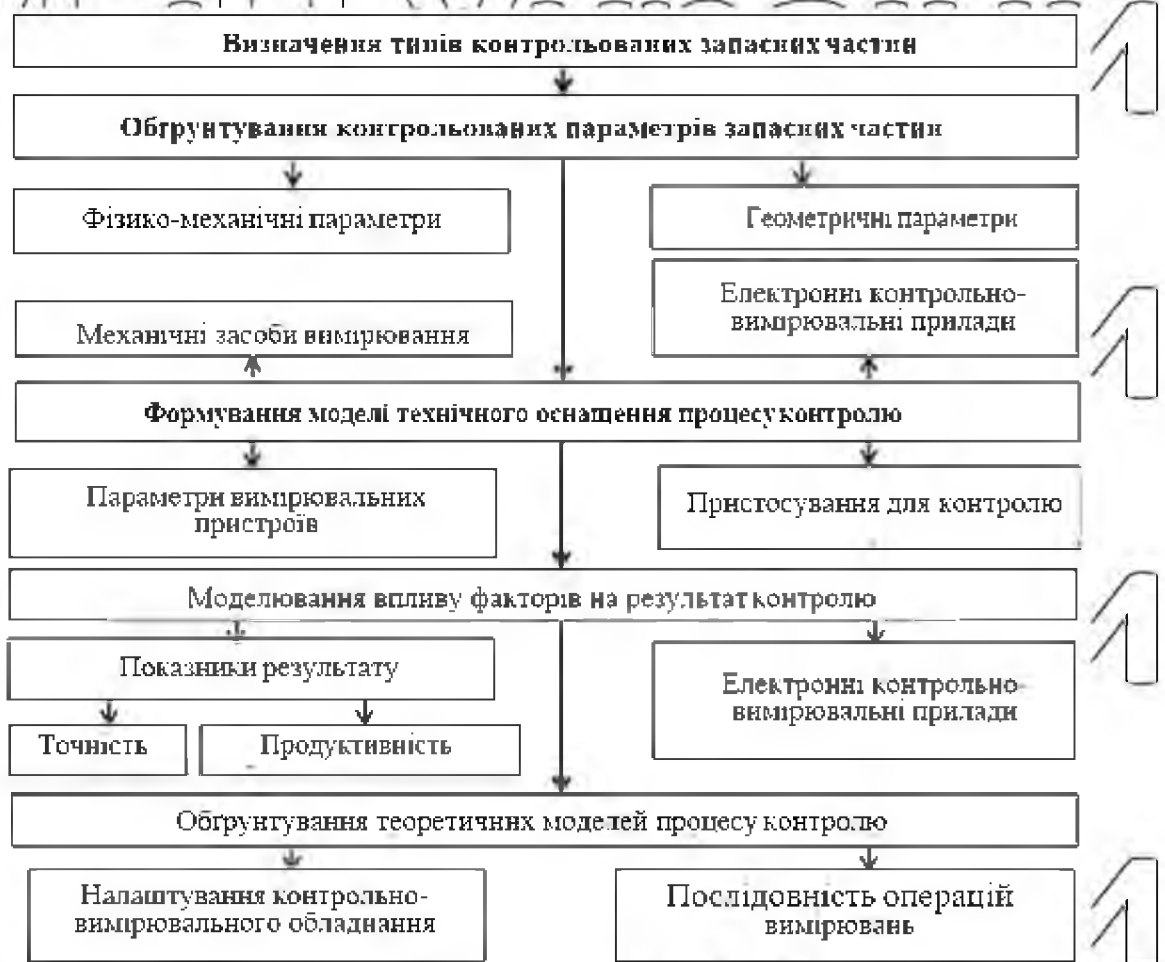 Визначення типів контрольованих запасних частин
Обґрунтування контрольованих параметрів запасних частин
Фізико-механічні параметри
Геометричні параметри
Механічні засоби вимірювання
Електронні контрольно-
вимірювальні прилади
Формування моделі технічного оснащення процесу контролю
Параметри вимірювальних
пристроїв
Пристосування для контролю
Моделювання впливу факторів на результат контролю
Показники результату
Електронні контрольно-
вимірювальні прилади
Точність
Продуктивність
Обґрунтування теоретичних моделей процесу контролю
Налаштування контрольно-
вимірювального обладнання
Послідовність операцій
вимірювань